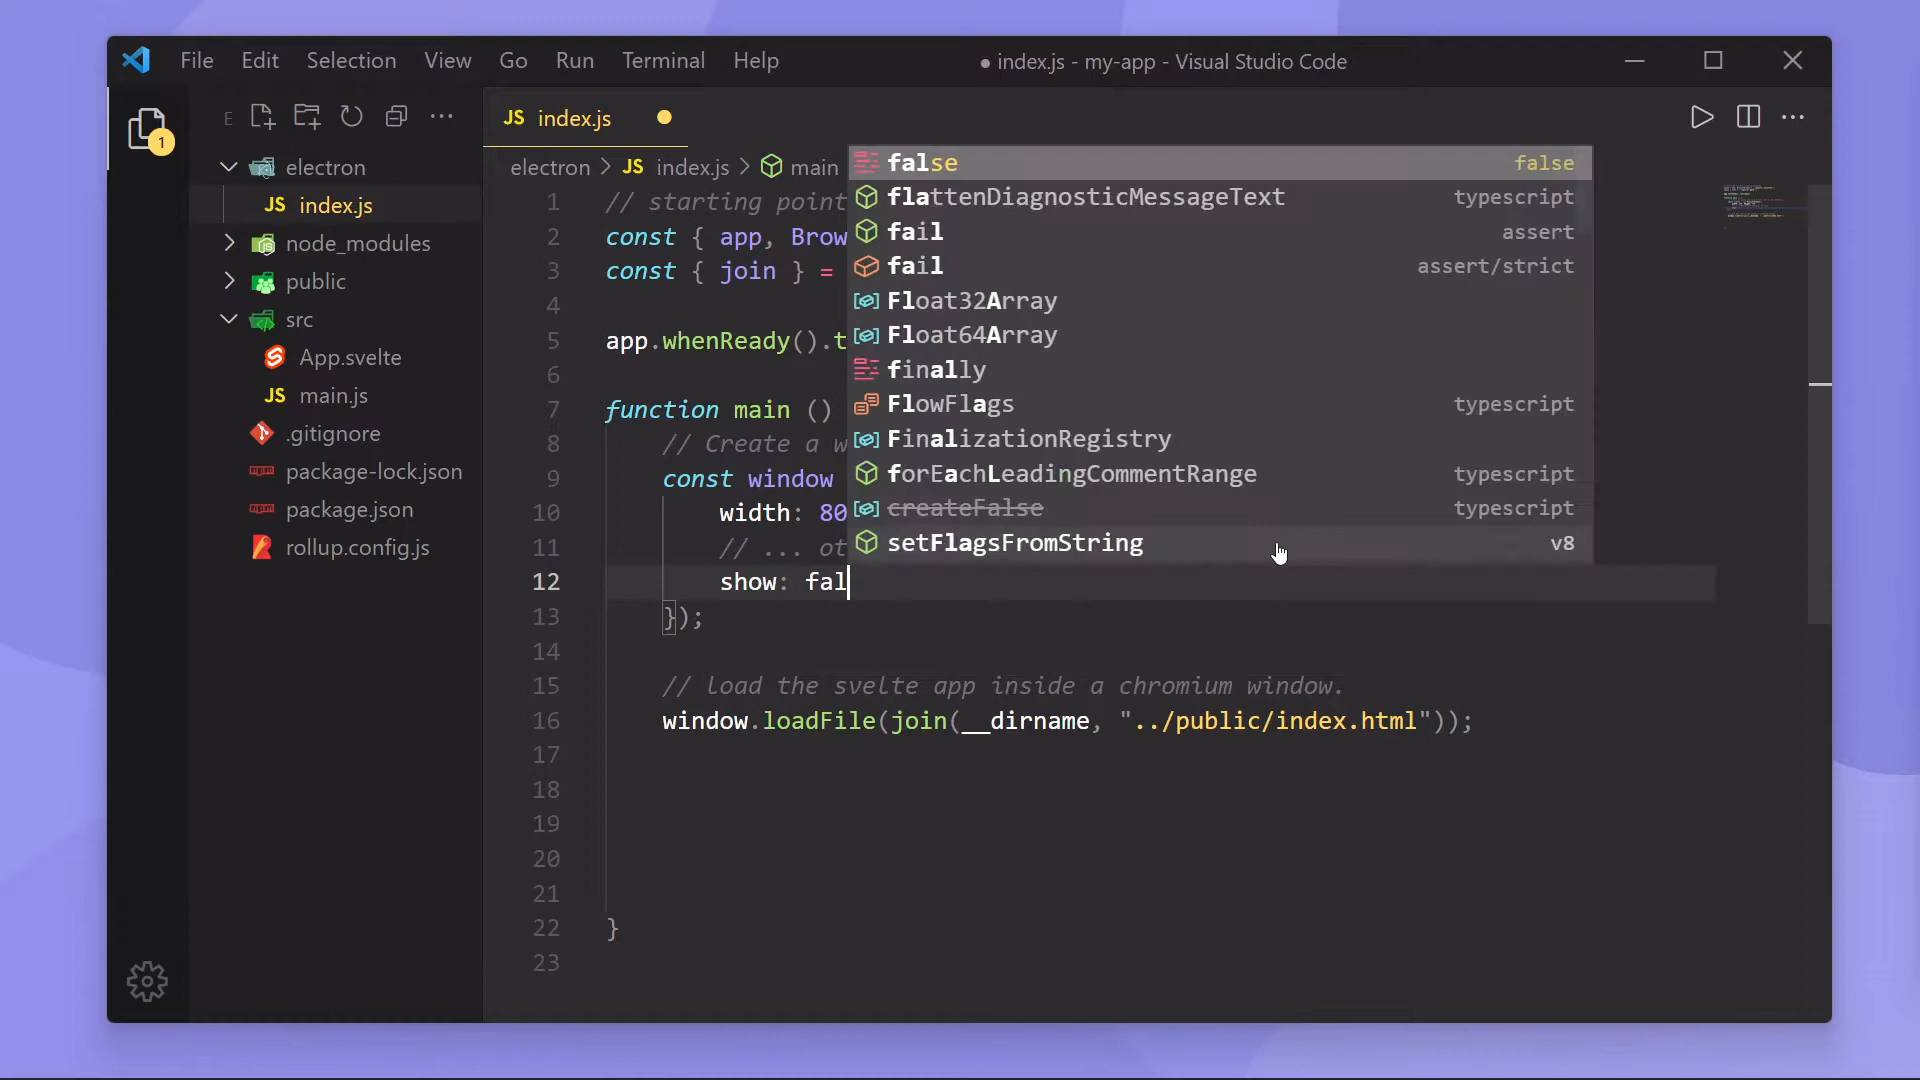 File Edit Selection View Go Run Terminal Help
● index.js - my-app - Visual Studio Code
1
E
electron
JS index.js
node_modules
public
src
App.svelte
JS main.js
.gitignore
package-lock.json
package.json
rollup.config.js
JS index.js
electron > JS index.js > main
1 // starting point
2 const { app, Brow
3 const { join } =
4
5 app.whenReady().t
6
7 function main ()
8 // Create a w
9 const window
10 width: 80
11 // ... ot
12 show: fal
13 });
14
15 // load the svelte app inside a chromium window.
16 window.loadFile(join(__dirname, "../public/index.html"));
17
18
19
20
21
22 }
23
false false
flattenDiagnosticMessageText typescript
fail assert
fail assert/strict
Float32Array
Float64Array
finally
FlowFlags typescript
FinalizationRegistry
forEachLeadingCommentRange typescript
createFalse typescript
setFlagsFromString v8